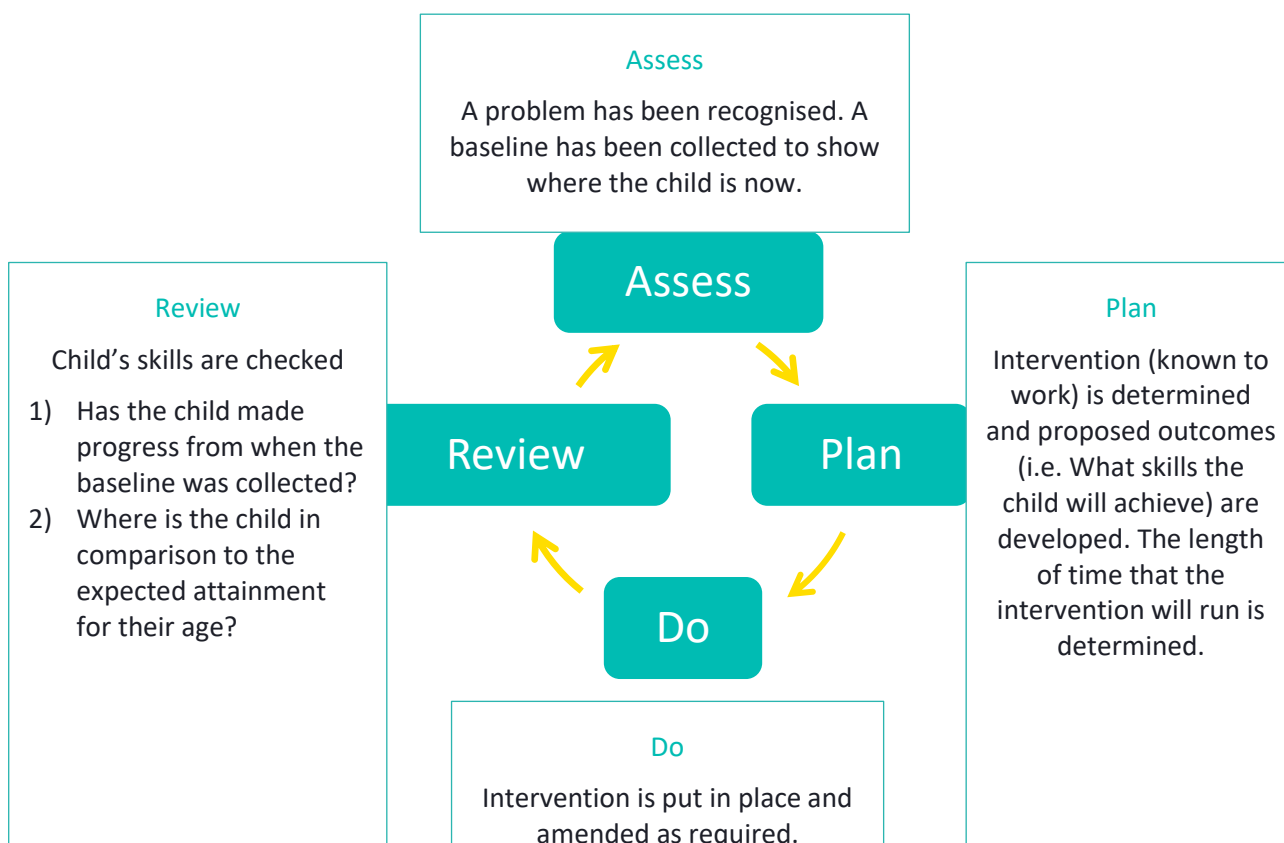 Assess
A problem has been recognised. A
baseline has been collected to show
where the child is now.
Assess
Review
Child’s skills are checked
1) Has the child made
progress from when the
baseline was collected?
2) Where is the child in
comparison to the
expected attainment
for their age?
Review
Plan
Plan
Intervention (known to
work) is determined
and proposed outcomes
(i.e. What skills the
child will achieve) are
developed. The length
of time that the
intervention will run is
determined.
Do
Do
Intervention is put in place and
amended as required.